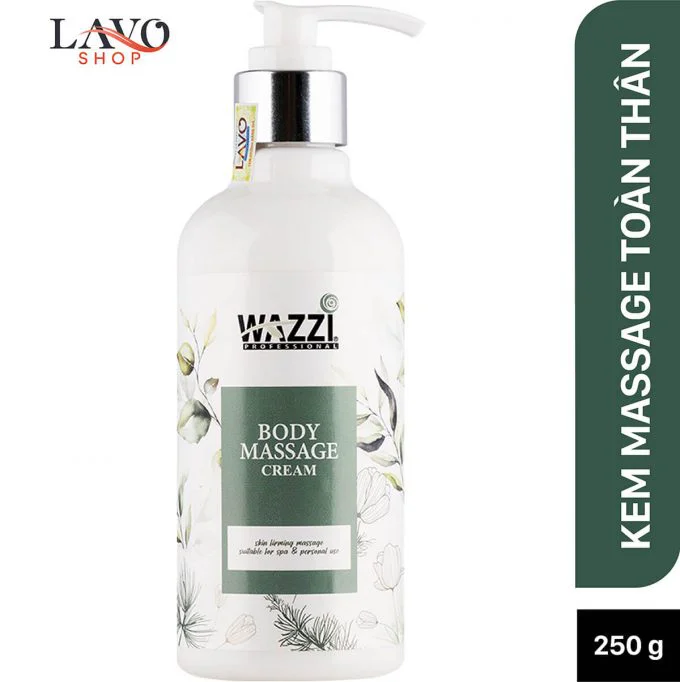 LAVO
SHOP
LAVO
WAZZI®
PROFESSIONAL
BODY
MASSAGE
CREAM
skin firming massage
suitable for spa & personal use
KEM MASSAGE TOÀN THÂN
250 g